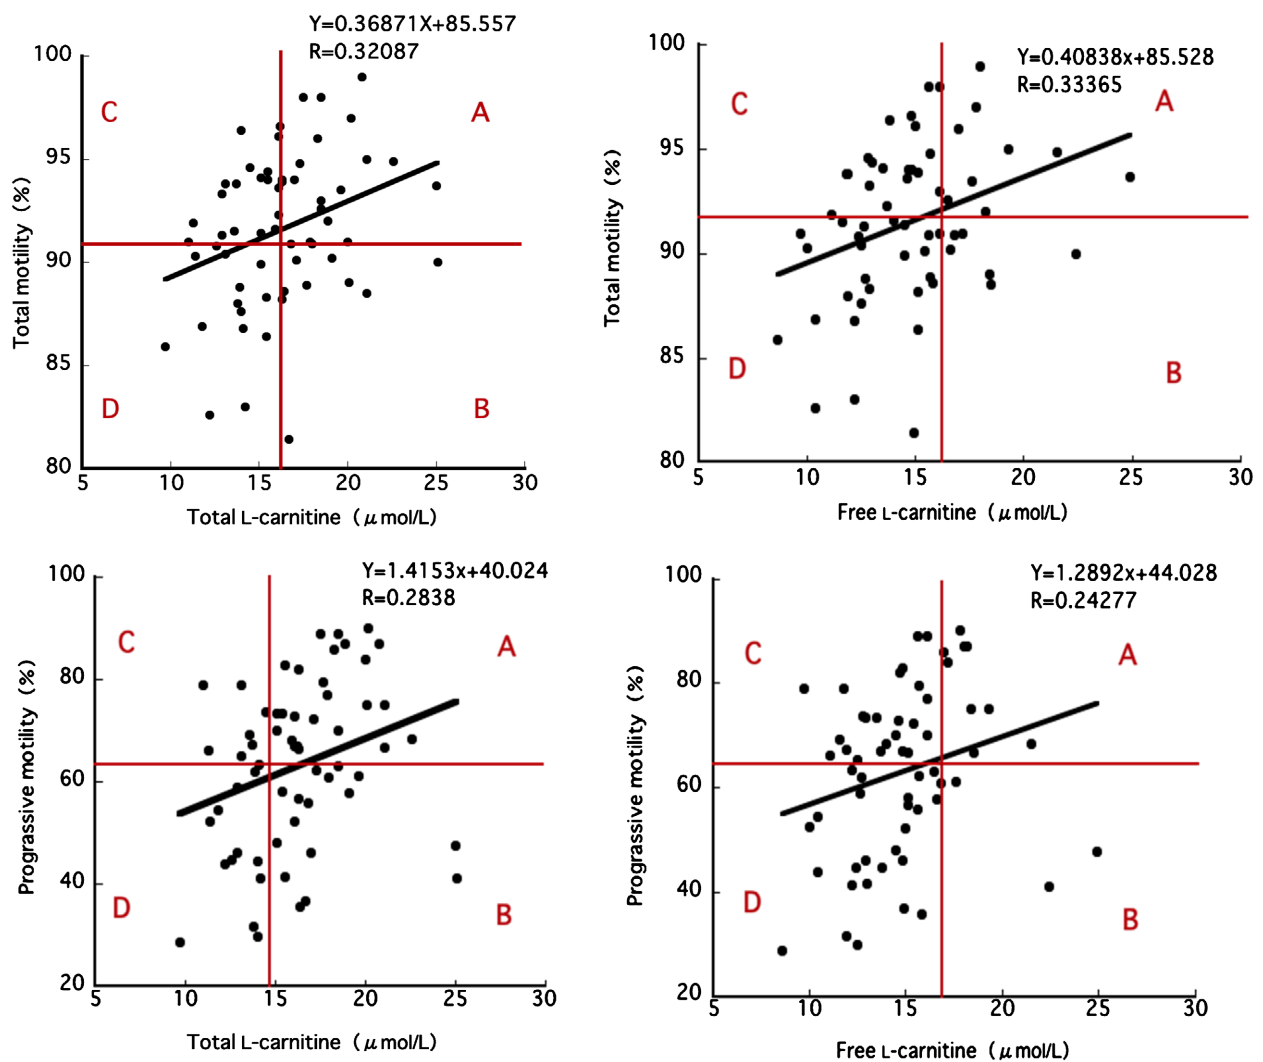 Y=0.36871X+85.557
R=0.32087
100
95
90
85
80
C
A
D
B
5
10
15
20
25
30
Total motility (%)
Total L-carnitine (μmol/L)
Y=0.40838x+85.528
R=0.33365
100
95
90
85
80
C
A
D
B
5
10
15
20
25
30
Total motility (%)
Free L-carnitine (μmol/L)
Y=1.4153x+40.024
R=0.2838
100
80
60
40
20
C
A
D
B
5
10
15
20
25
30
Prograssive motility (%)
Total L-carnitine (μmol/L)
Y=1.2892x+44.028
R=0.24277
100
80
60
40
20
C
A
D
B
5
10
15
20
25
30
Prograssive motility (%)
Free L-carnitine (μmol/L)